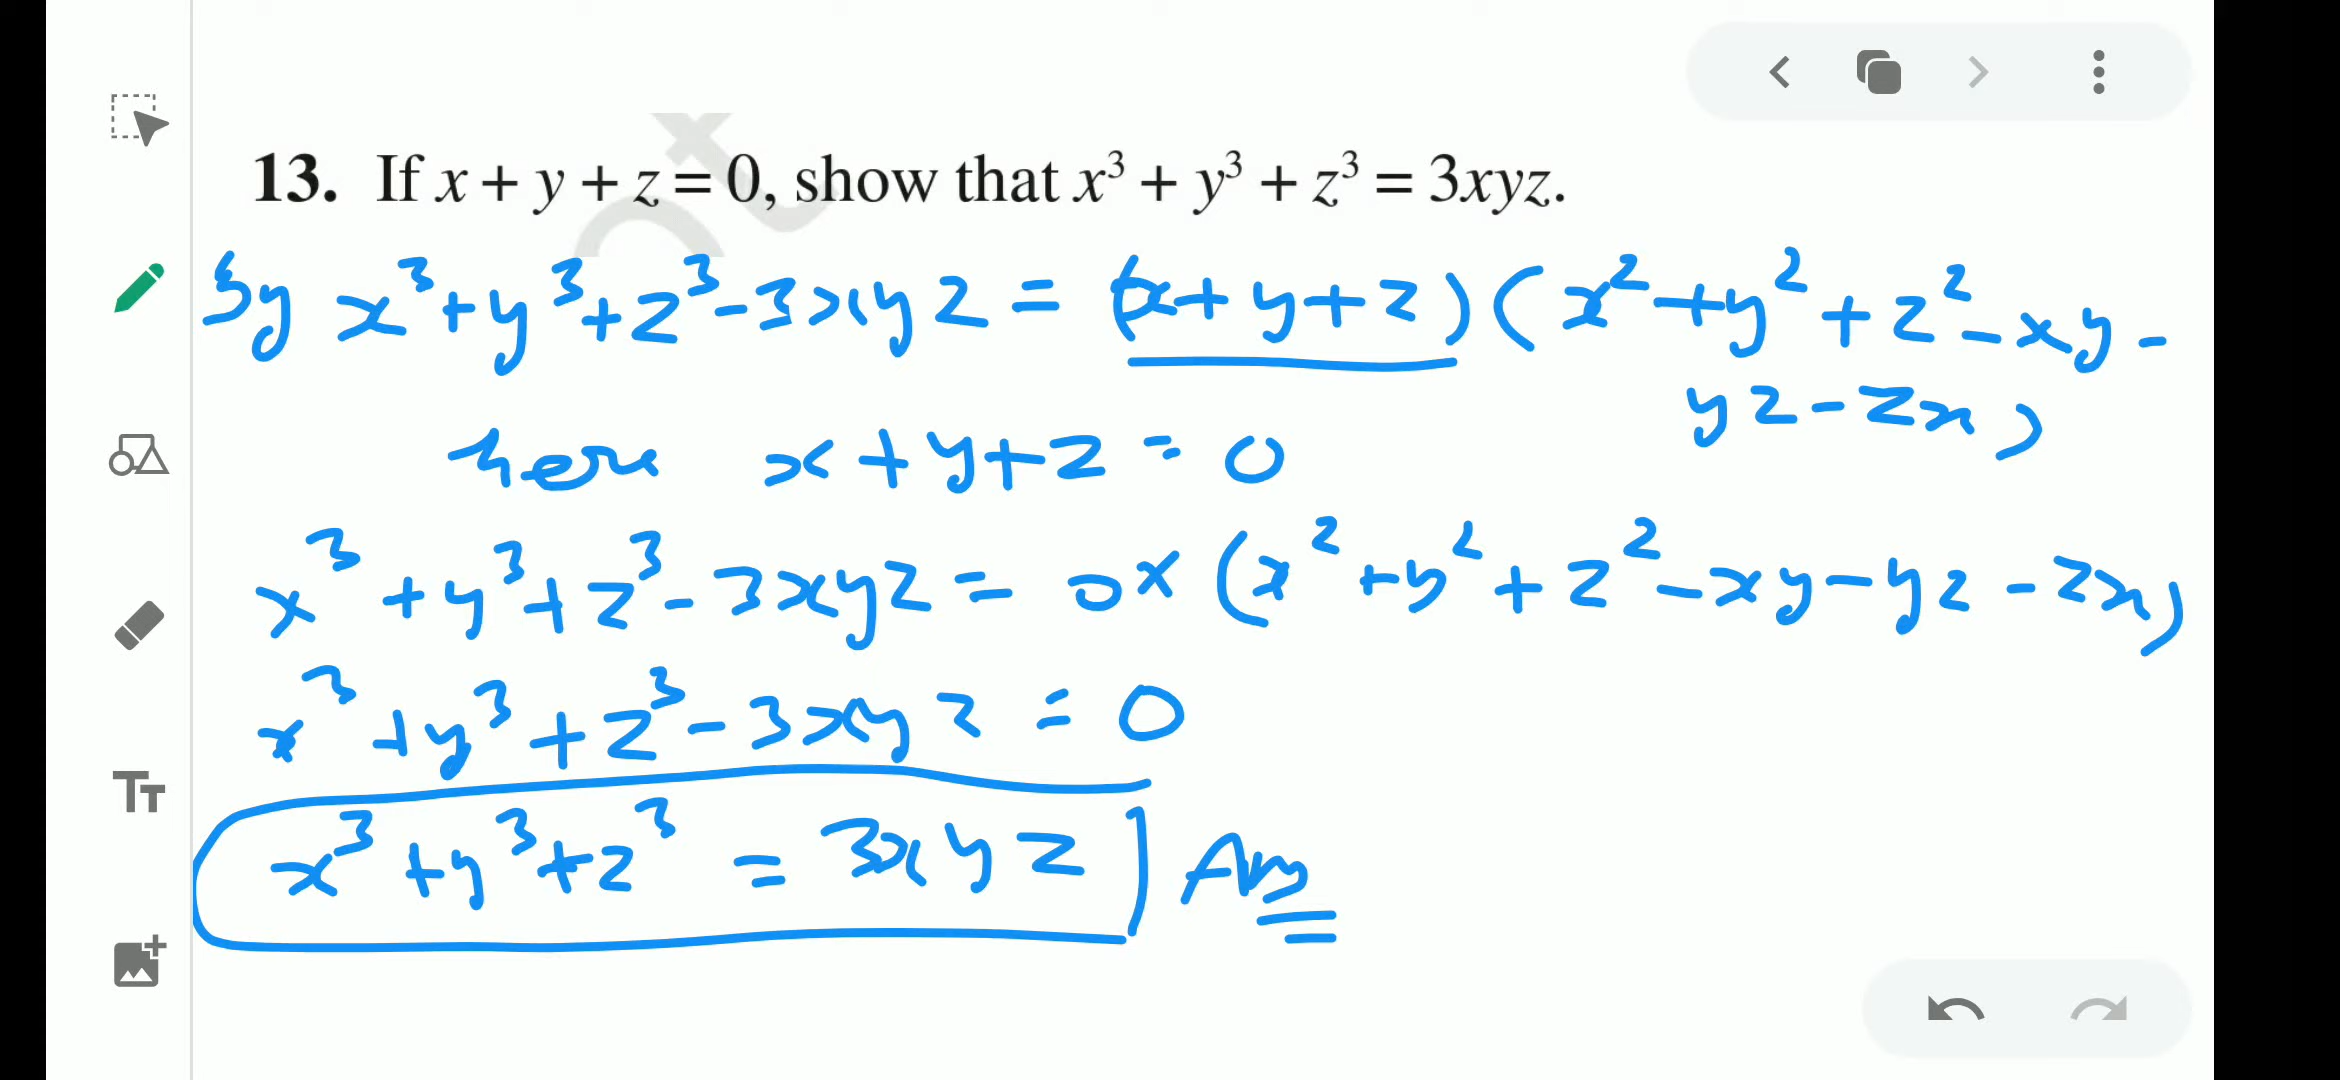 13. If x + y + z = 0, show that x³ + y³ + z³ = 3xyz.
By x³ + y³ + z³ - 3xyz = (x + y + z) (x² + y² + z² - xy -
yz - zx)
here x + y + z = 0
x³ + y³ + z³ - 3xyz = 0 × (x² + y² + z² - xy - yz - zx)
x³ + y³ + z³ - 3xyz = 0
x³ + y³ + z³ = 3xyz Ans